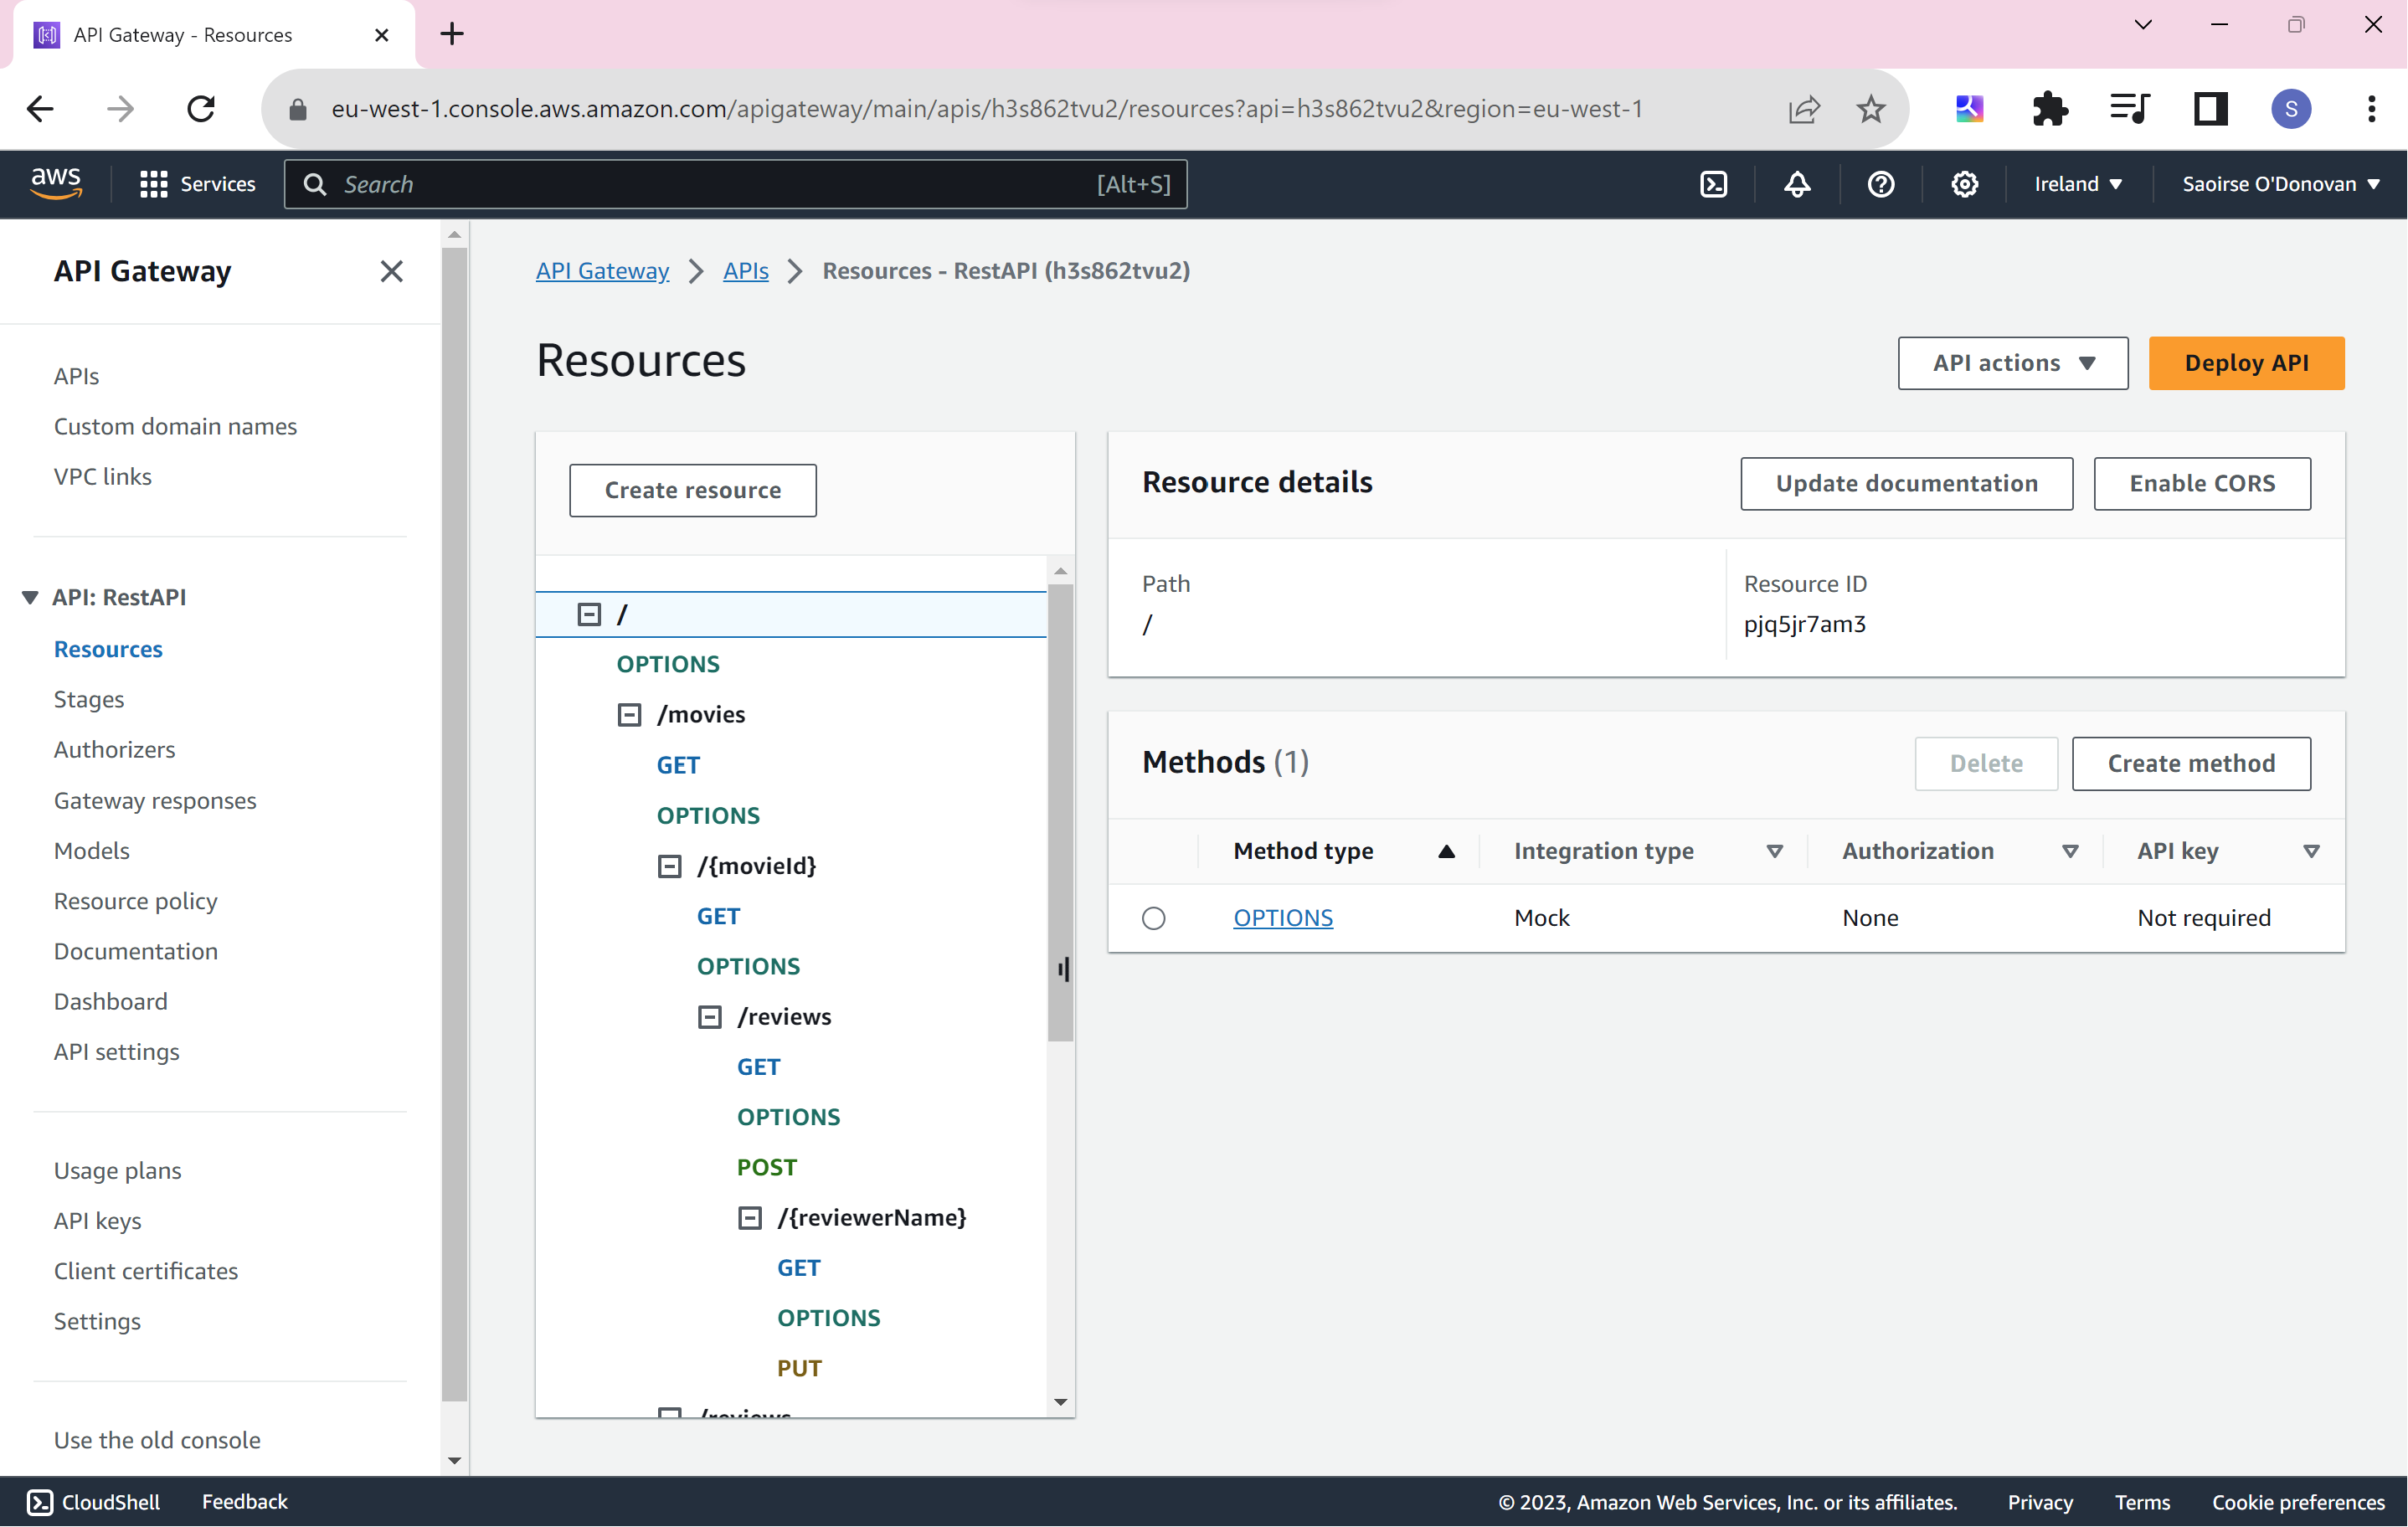 API Gateway - Resources
eu-west-1.console.aws.amazon.com/apigateway/main/apis/h3s862tvu2/resources?api=h3s862tvu2&region=eu-west-1
S
aws
Services
Search
[Alt+S]
Ireland
Saoirse O'Donovan
API Gateway
APIs
Custom domain names
VPC links
API: RestAPI
Resources
Stages
Authorizers
Gateway responses
Models
Resource policy
Documentation
Dashboard
API settings
Usage plans
API keys
Client certificates
Settings
Use the old console
API Gateway > APIs > Resources - RestAPI (h3s862tvu2)
Resources
API actions
Deploy API
Create resource
/
OPTIONS
/movies
GET
OPTIONS
/{movieId}
GET
OPTIONS
/reviews
GET
OPTIONS
POST
/{reviewerName}
GET
OPTIONS
PUT
/reviews
Resource details
Update documentation
Enable CORS
Path
/
Resource ID
pjq5jr7am3
Methods (1)
Delete
Create method
Method type Integration type Authorization API key
OPTIONS Mock None Not required
CloudShell
Feedback
© 2023, Amazon Web Services, Inc. or its affiliates.
Privacy
Terms
Cookie preferences